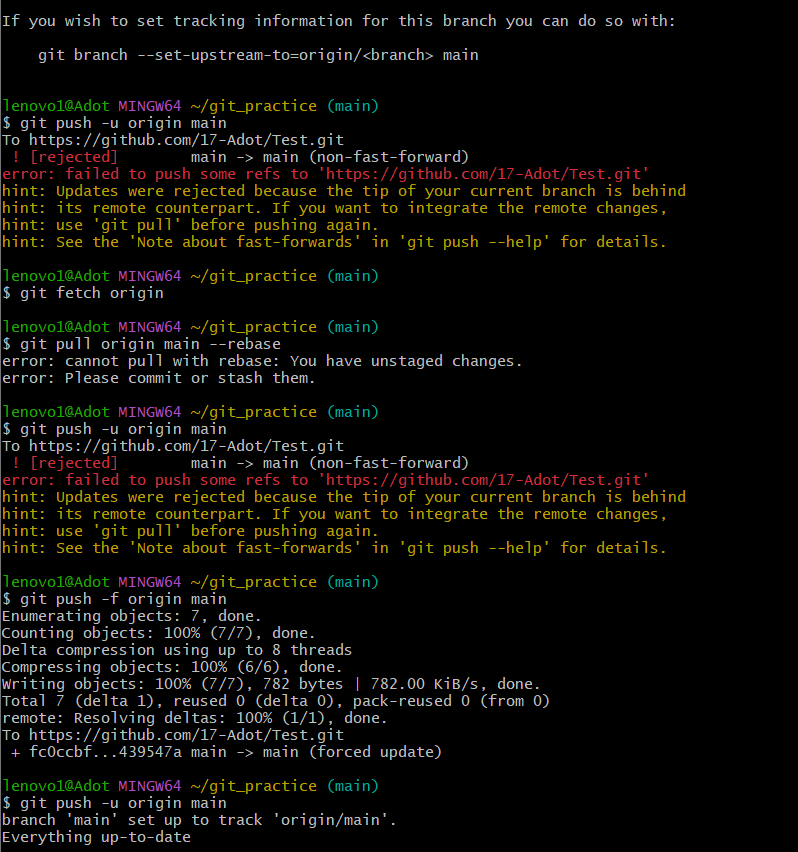 If you wish to set tracking information for this branch you can do so with:
git branch --set-upstream-to=origin/<branch> main
lenovo1@Adot MINGW64 ~/git_practice (main)
$ git push -u origin main
To https://github.com/17-Adot/Test.git
! [rejected] main -> main (non-fast-forward)
error: failed to push some refs to 'https://github.com/17-Adot/Test.git'
hint: Updates were rejected because the tip of your current branch is behind
hint: its remote counterpart. If you want to integrate the remote changes,
hint: use 'git pull' before pushing again.
hint: See the 'Note about fast-forwards' in 'git push --help' for details.
lenovo1@Adot MINGW64 ~/git_practice (main)
$ git fetch origin
lenovo1@Adot MINGW64 ~/git_practice (main)
$ git pull origin main --rebase
error: cannot pull with rebase: You have unstaged changes.
error: Please commit or stash them.
lenovo1@Adot MINGW64 ~/git_practice (main)
$ git push -u origin main
To https://github.com/17-Adot/Test.git
! [rejected] main -> main (non-fast-forward)
error: failed to push some refs to 'https://github.com/17-Adot/Test.git'
hint: Updates were rejected because the tip of your current branch is behind
hint: its remote counterpart. If you want to integrate the remote changes,
hint: use 'git pull' before pushing again.
hint: See the 'Note about fast-forwards' in 'git push --help' for details.
lenovo1@Adot MINGW64 ~/git_practice (main)
$ git push -f origin main
Enumerating objects: 7, done.
Counting objects: 100% (7/7), done.
Delta compression using up to 8 threads
Compressing objects: 100% (6/6), done.
Writing objects: 100% (7/7), 782 bytes | 782.00 KiB/s, done.
Total 7 (delta 1), reused 0 (delta 0), pack-reused 0 (from 0)
remote: Resolving deltas: 100% (1/1), done.
To https://github.com/17-Adot/Test.git
+ fc0ccbf...439547a main -> main (forced update)
lenovo1@Adot MINGW64 ~/git_practice (main)
$ git push -u origin main
branch 'main' set up to track 'origin/main'.
Everything up-to-date